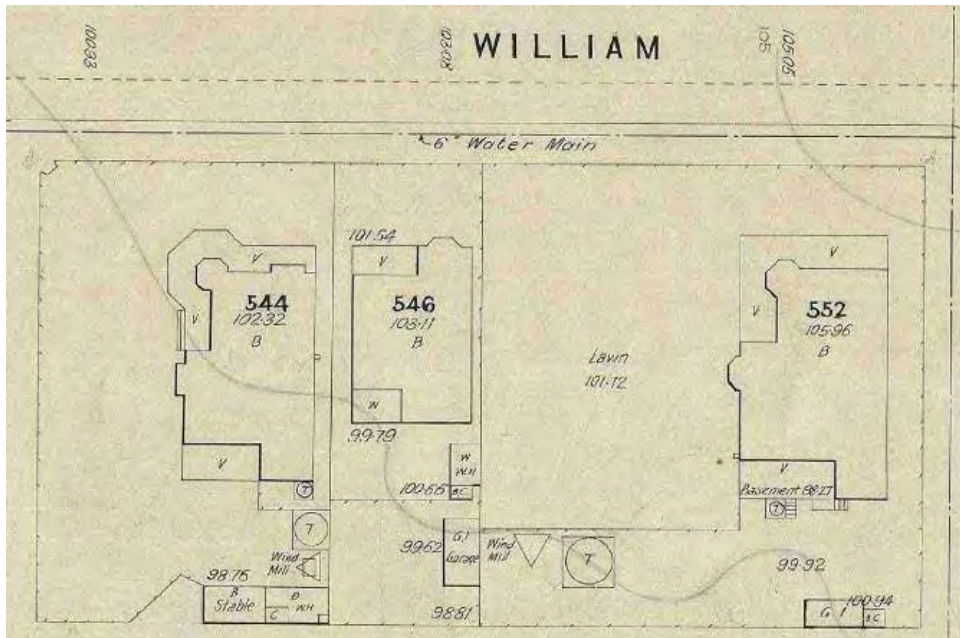 100.93
103.08
WILLIAM
105
105.05
6" Water Main
101.54
V
V
V
544
102.32
B
V
546
103.11
B
V
V
552
105.96
B
Lawn
101.72
W
99.79
V
W
W.H
V
Basement 98.27
T
100.66
B.C
T
T
G.I
Garage
99.62
Wind
Mill
T
Wind
Mill
99.92
98.76
B
Stable
B
W.H
C
98.81
G I
100.94
B.C